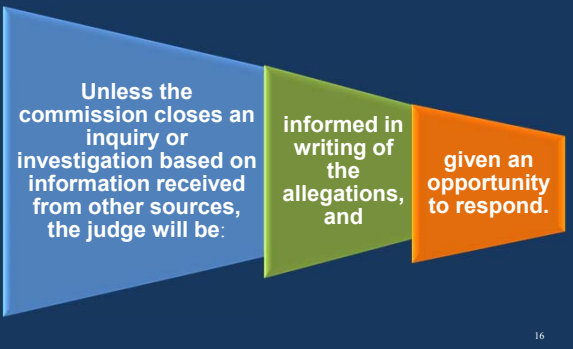 Unless the
commission closes an
inquiry or
investigation based on
information received
from other sources,
the judge will be:
informed in
writing of
the
allegations,
and
given an
opportunity
to respond.
16